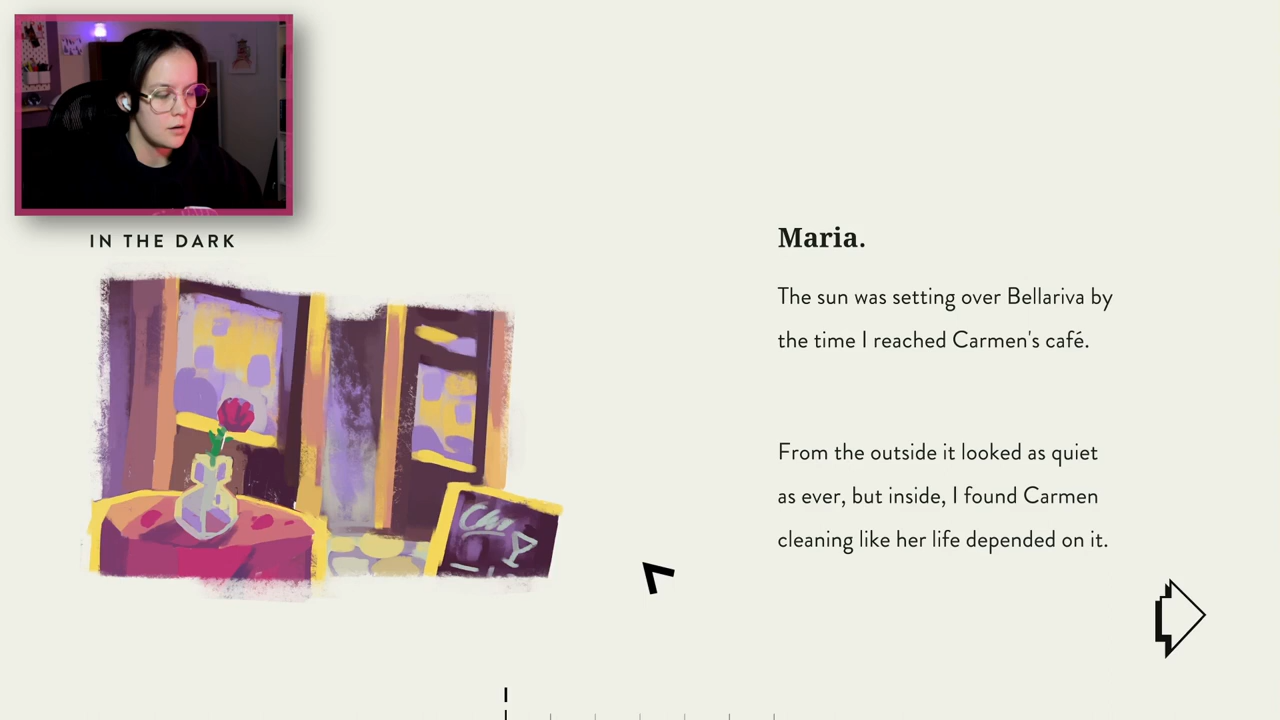 IN THE DARK
Maria.
The sun was setting over Bellariva by
the time I reached Carmen's café.
From the outside it looked as quiet
as ever, but inside, I found Carmen
cleaning like her life depended on it.